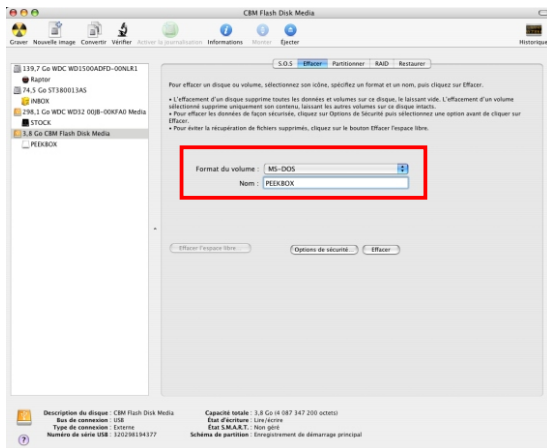 CBM Flash Disk Media
Graver Nouvelle image Convertir Vérifier Activer la journalisation Informations Monter Ejecter Historique
S.O.S Effacer Partitionner RAID Restaurer
139,7 Go WDC WD1500ADFD-00NLR1
Raptor
74,5 Go ST380013AS
INBOX
298,1 Go WDC WD32 00JB-00KFA0 Media
STOCK
3,8 Go CBM Flash Disk Media
PEEKBOX
Pour effacer un disque ou volume, sélectionnez son icône, spécifiez un format et un nom, puis cliquez sur Effacer.
• L'effacement d'un disque supprime toutes les données et volumes sur ce disque, le laissant vide. L'effacement d'un volume
sélectionné supprime uniquement son contenu, laissant les autres volumes sur ce disque intacts.
• Pour effacer les données de façon sécurisée, cliquez sur Options de Sécurité puis sélectionnez une option avant de cliquer sur
Effacer.
• Pour éviter la récupération de fichiers supprimés, cliquez sur le bouton Effacer l'espace libre.
Format du volume : MS-DOS
Nom : PEEKBOX
Effacer l'espace libre... Options de sécurité... Effacer
Description du disque : CBM Flash Disk Media
Bus de connexion : USB
Type de connexion : Externe
Numéro de série USB : 320298194377
Capacité totale : 3,8 Go (4 087 347 200 octets)
État d'écriture : Lire/écrire
État S.M.A.R.T. : Non géré
Schéma de partition : Enregistrement de démarrage principal